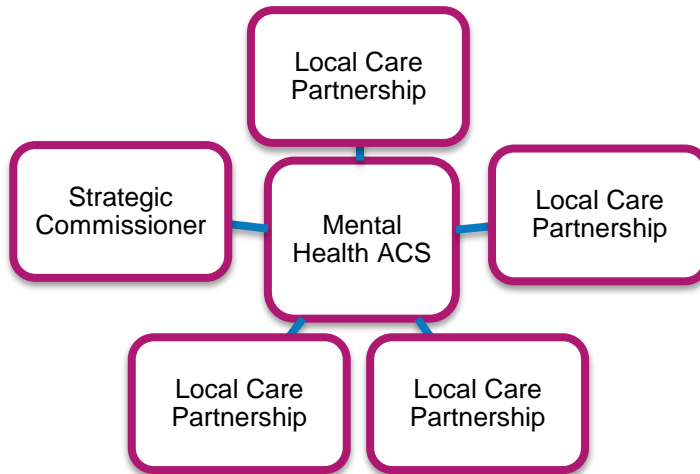 Local Care
Partnership
Strategic
Commissioner
Mental
Health ACS
Local Care
Partnership
Local Care
Partnership
Local Care
Partnership